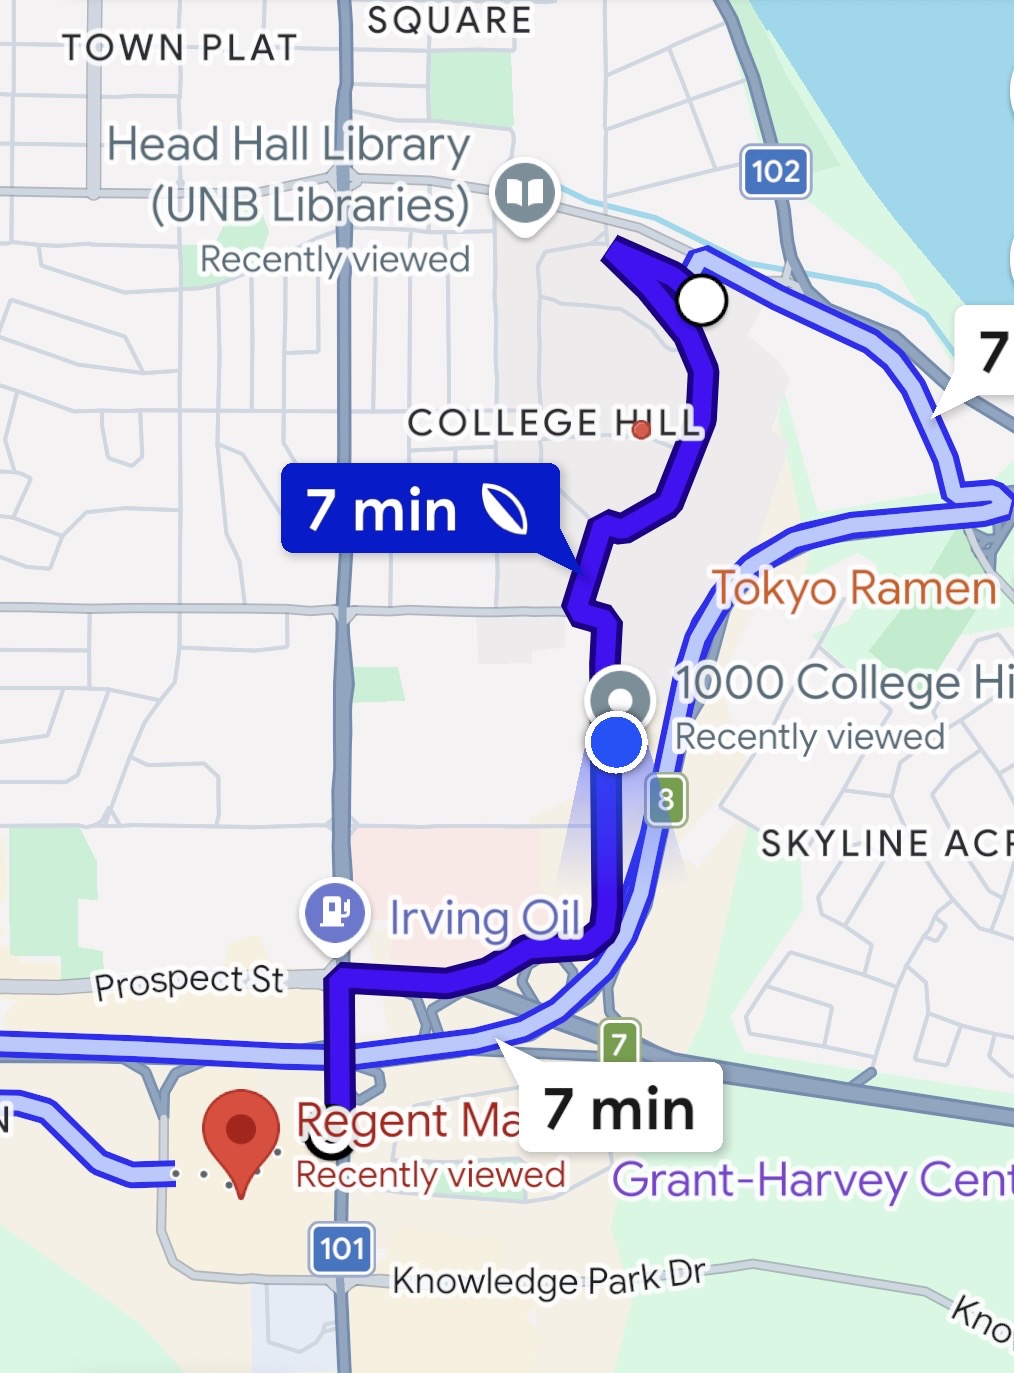 SQUARE
TOWN PLAT
Head Hall Library
(UNB Libraries)
Recently viewed
102
7
COLLEGE HILL
7 min
Tokyo Ramen
1000 College Hi
Recently viewed
8
SKYLINE ACR
Irving Oil
Prospect St
7
7 min
N
Regent Ma
Recently viewed
Grant-Harvey Cent
101
Knowledge Park Dr
Kno